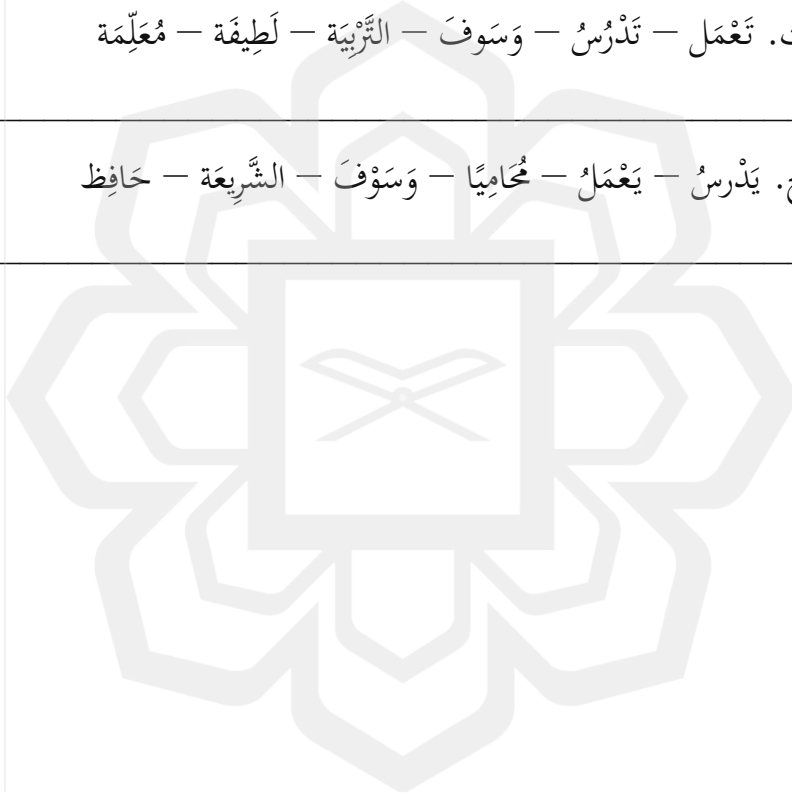 . تَعْمَل – تَدْرُسُ – وَسَوفَ – التَّرْبِيَة – لَطِيفَة – مُعَلِّمَة
. يَدْرسُ – يَعْمَلُ – مُحَامِيًا – وَسَوْفَ – الشَّرِيعَة – حَافِظ